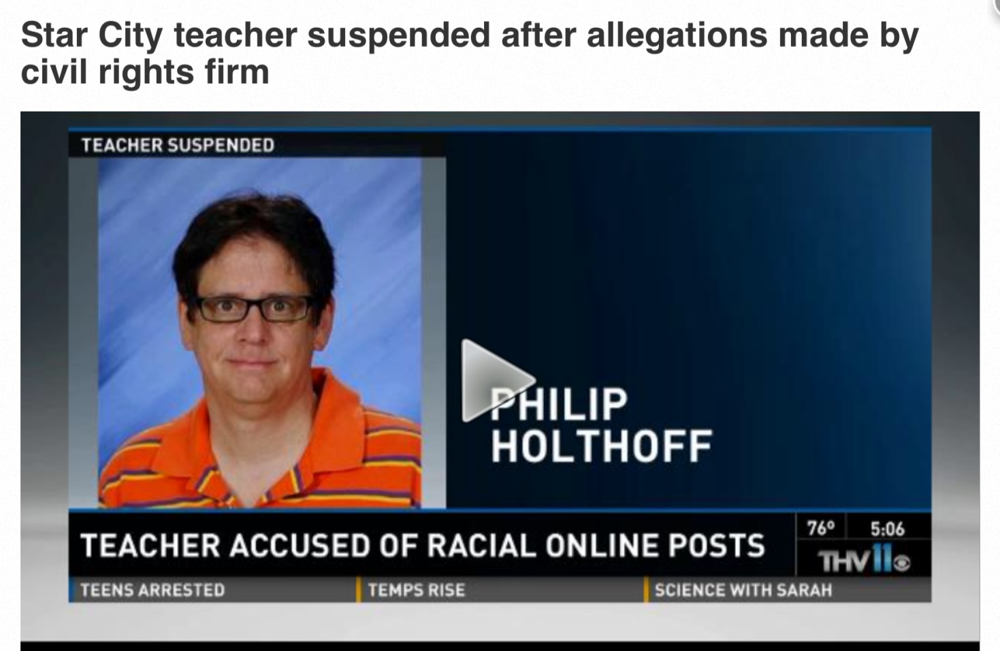 Star City teacher suspended after allegations made by
civil rights firm
TEACHER SUSPENDED
PHILIP
HOLTHOFF
TEACHER ACCUSED OF RACIAL ONLINE POSTS
76º 5:06
THV11
TEENS ARRESTED
TEMPS RISE
SCIENCE WITH SARAH